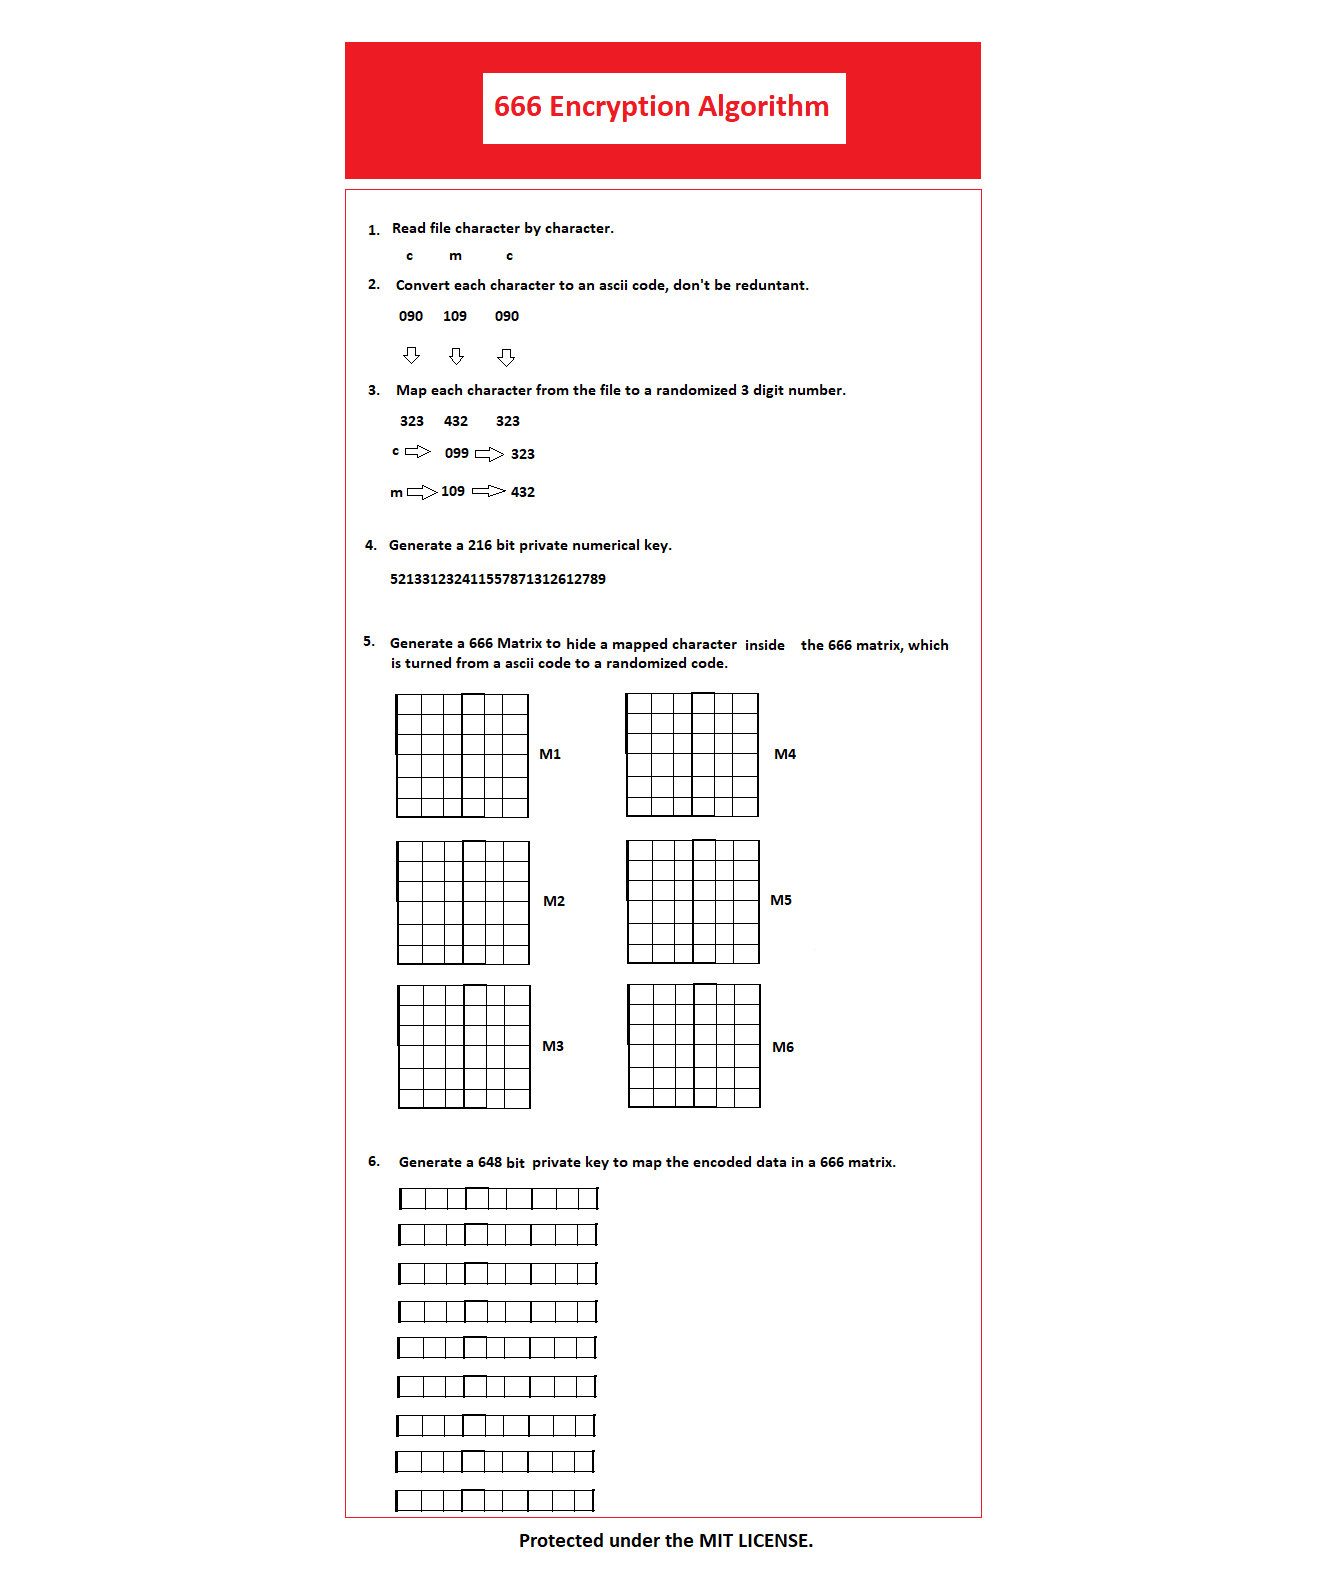 666 Encryption Algorithm
1. Read file character by character.
c m c
2. Convert each character to an ascii code, don't be reduntant.
090 109 090
3. Map each character from the file to a randomized 3 digit number.
323 432 323
c 099 323
m 109 432
4. Generate a 216 bit private numerical key.
521331232411557871312612789
5. Generate a 666 Matrix to hide a mapped character inside the 666 matrix, which
is turned from a ascii code to a randomized code.
M1 M4
M2 M5
M3 M6
6. Generate a 648 bit private key to map the encoded data in a 666 matrix.
Protected under the MIT LICENSE.